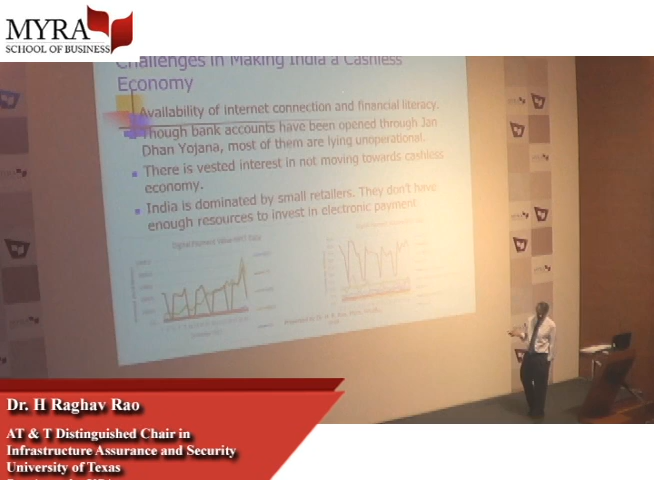 MYRA
SCHOOL OF BUSINESS
Challenges in Making India a Cashless
Economy
Availability of internet connection and financial literacy.
Though bank accounts have been opened through Jan
Dhan Yojana, most of them are lying unoperational.
There is vested interest in not moving towards cashless
economy.
India is dominated by small retailers. They don't have
enough resources to invest in electronic payment
Dr. H Raghav Rao
AT & T Distinguished Chair in
Infrastructure Assurance and Security
University of Texas